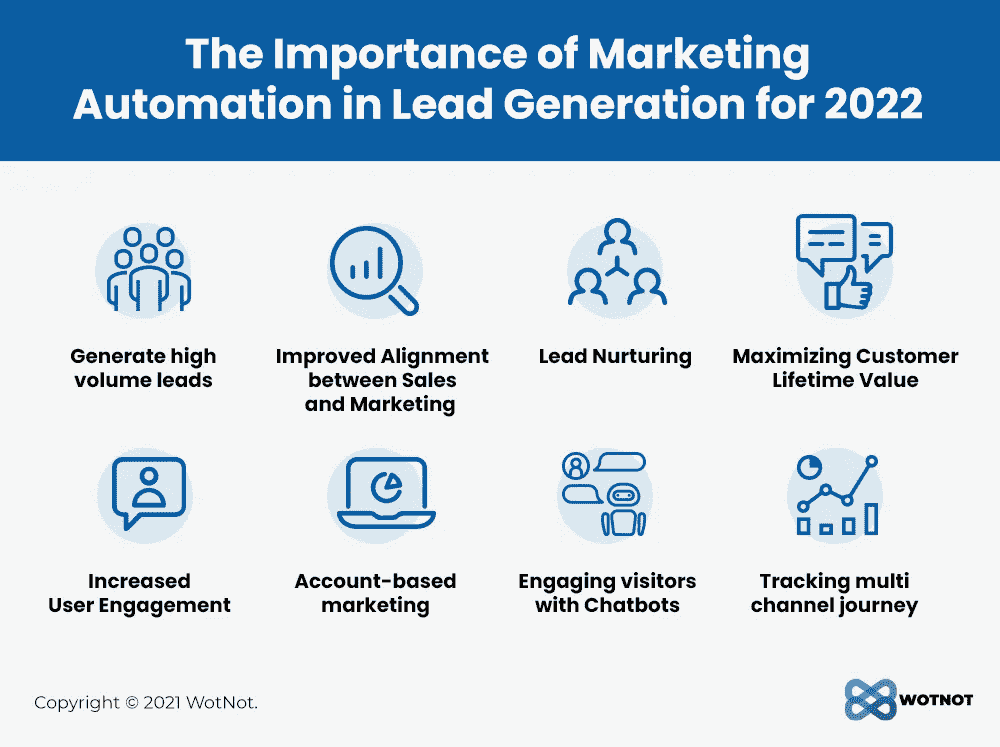 The Importance of Marketing
Automation in Lead Generation for 2022
Generate high
volume leads
Improved Alignment
between Sales
and Marketing
Lead Nurturing
Maximizing Customer
Lifetime Value
Increased
User Engagement
Account-based
marketing
Engaging visitors
with Chatbots
Tracking multi
channel journey
Copyright © 2021 WotNot.
WOTNOT